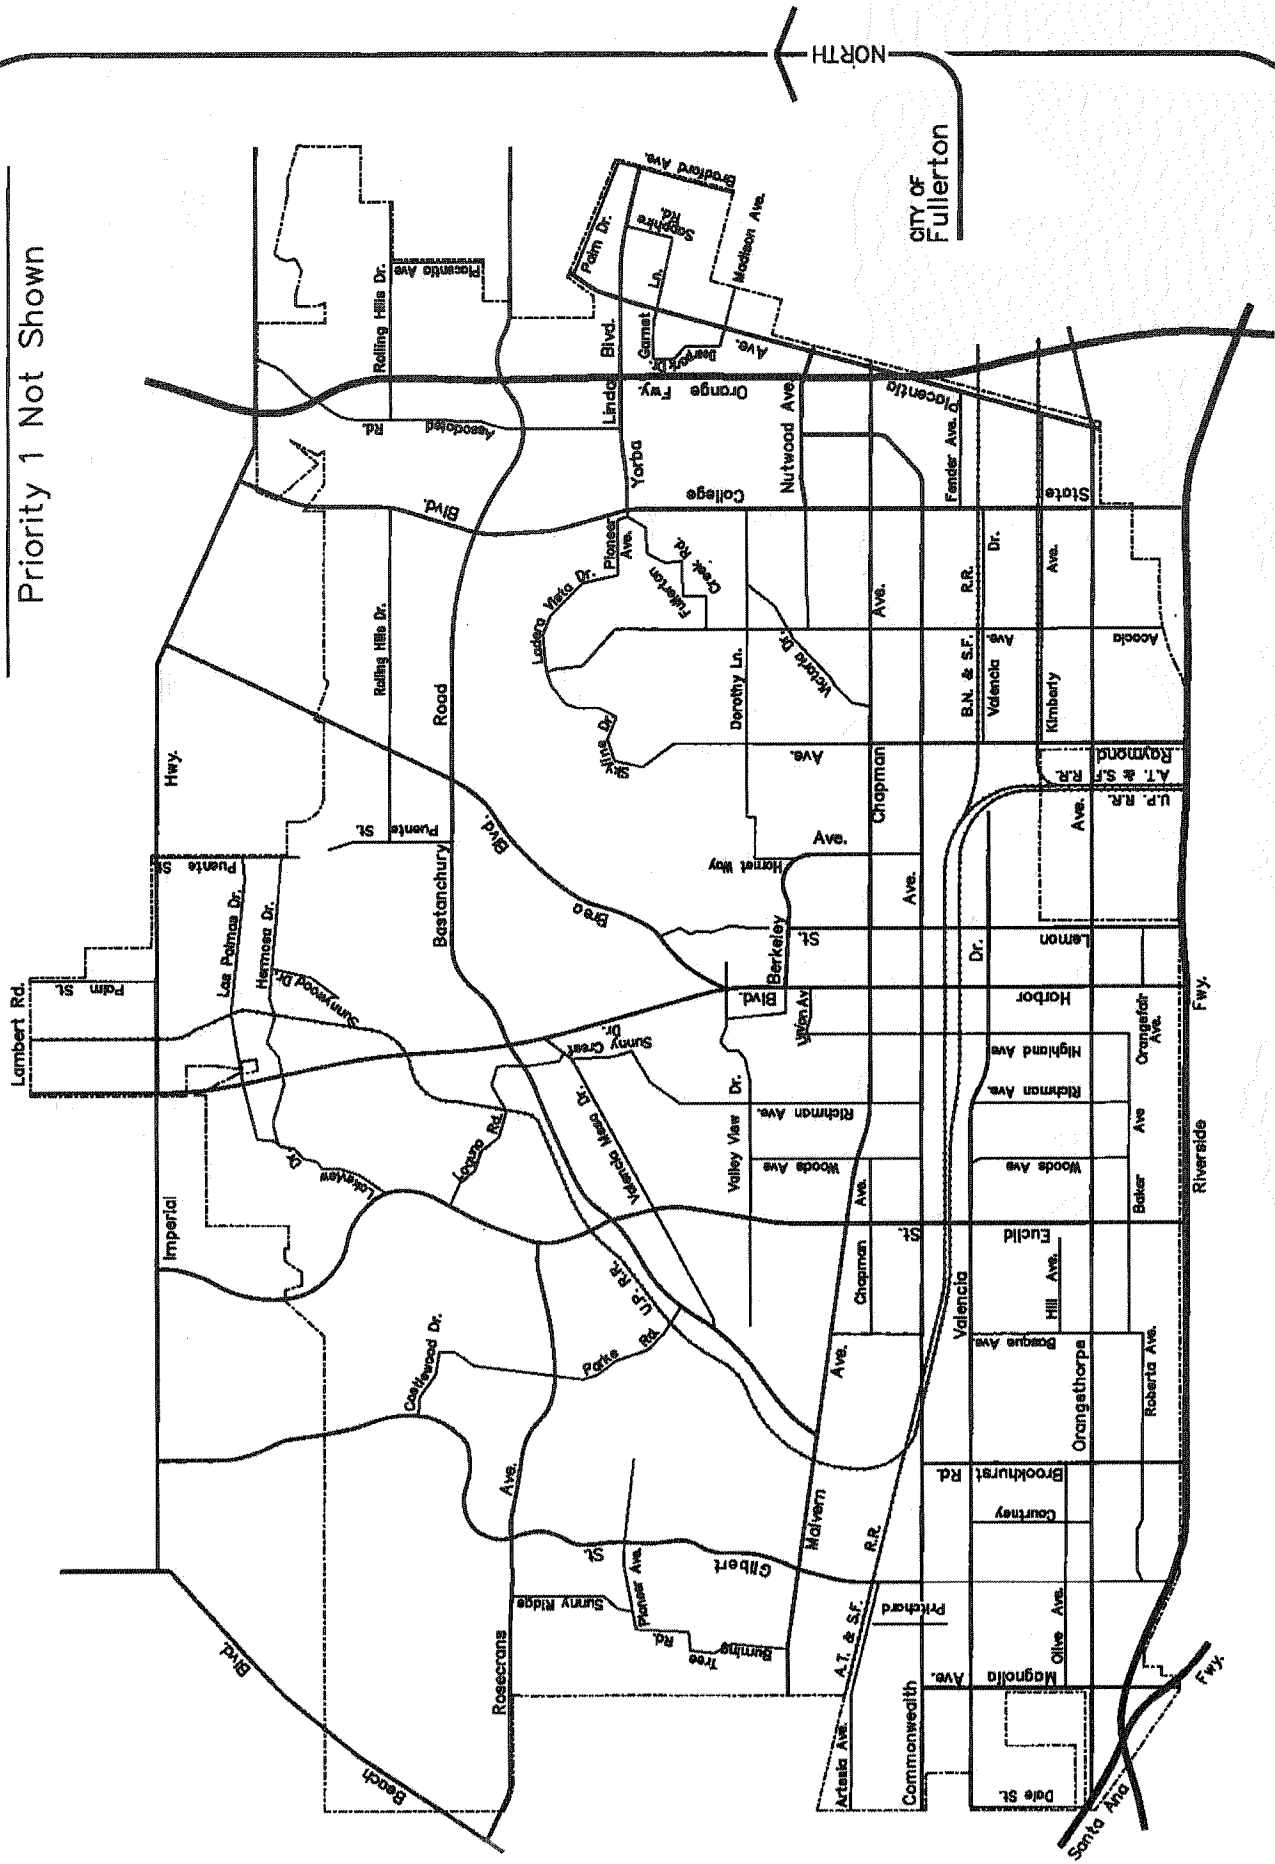 Priority 1 Not Shown
NORTH
CITY OF
Fullerton
Lambert Rd.
Palm St.
Imperial
Hwy.
Puente St
Las Palmas Dr.
Hermosa Dr.
Sunnywood Dr.
Lakeview
Dr.
Laguna
Rd.
Castlewood Dr.
Parks
Rd.
U.P. R.R.
Valencia Mesa Dr.
Sunny Crest
Dr.
Rolling Hills Dr.
Rolling Hills Dr.
Puente
St.
Bastanchury
Road
Placentia Ave
Associated
Rd.
Blvd.
Brea
Blvd.
Rosecrans
Ave.
Beach
Blvd.
Palm Dr.
Bradford Ave.
Sapphire
Rd.
Garnet
Ln.
Madison Ave.
Deerpark Dr.
Yorba
Linda
Blvd.
Orange
Fwy.
Placentia
Ave.
Nutwood Ave.
College
State
Pioneer
Ave.
Ladera Vista Dr.
Skyline Dr
Fullerton
Creek Rd.
Dorothy Ln.
Victoria Dr.
Acacia
Ave
Raymond
Ave.
Chapman
Ave.
Hornet Way
Berkeley
Ave.
Lemon
St.
Harbor
Blvd.
Union Av
Valley View
Dr.
Richman Ave.
Woods Ave
Euclid
St.
Malvern
Ave.
Chapman
Ave.
Gilbert
St
Pioneer Ave.
Sunny Ridge
Burning
Tree
Rd.
Fender Ave.
B.N. & S.F.
R.R.
Valencia
Dr.
Kimberly
Ave.
A.T. & S.F. R.R.
U.P. R.R.
Commonwealth
Ave.
A.T. & S.F.
R.R.
Artesia Ave.
Pritchard
Valencia
Dr.
Highland Ave
Richman Ave.
Woods Ave
Basque Ave.
Hill
Ave.
Brookhurst
Rd.
Courtney
Olive
Ave.
Magnolia
Ave.
Dale St.
Orangethorpe
Ave.
Orangefair
Ave.
Baker
Ave
Roberta Ave.
Riverside
Fwy.
Santa Ana
Fwy.